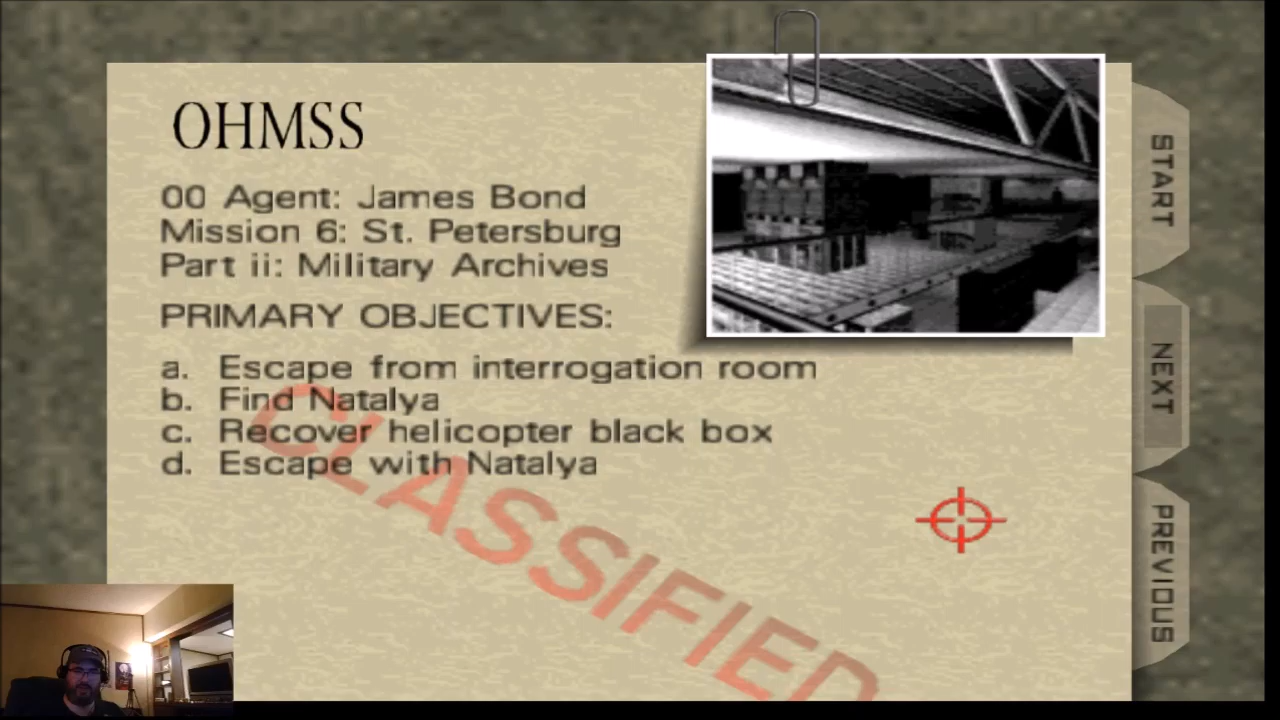 OHMSS
00 Agent: James Bond
Mission 6: St. Petersburg
Part ii: Military Archives
PRIMARY OBJECTIVES:
a. Escape from interrogation room
b. Find Natalya
c. Recover helicopter black box
d. Escape with Natalya
CLASSIFIED
START
NEXT
PREVIOUS